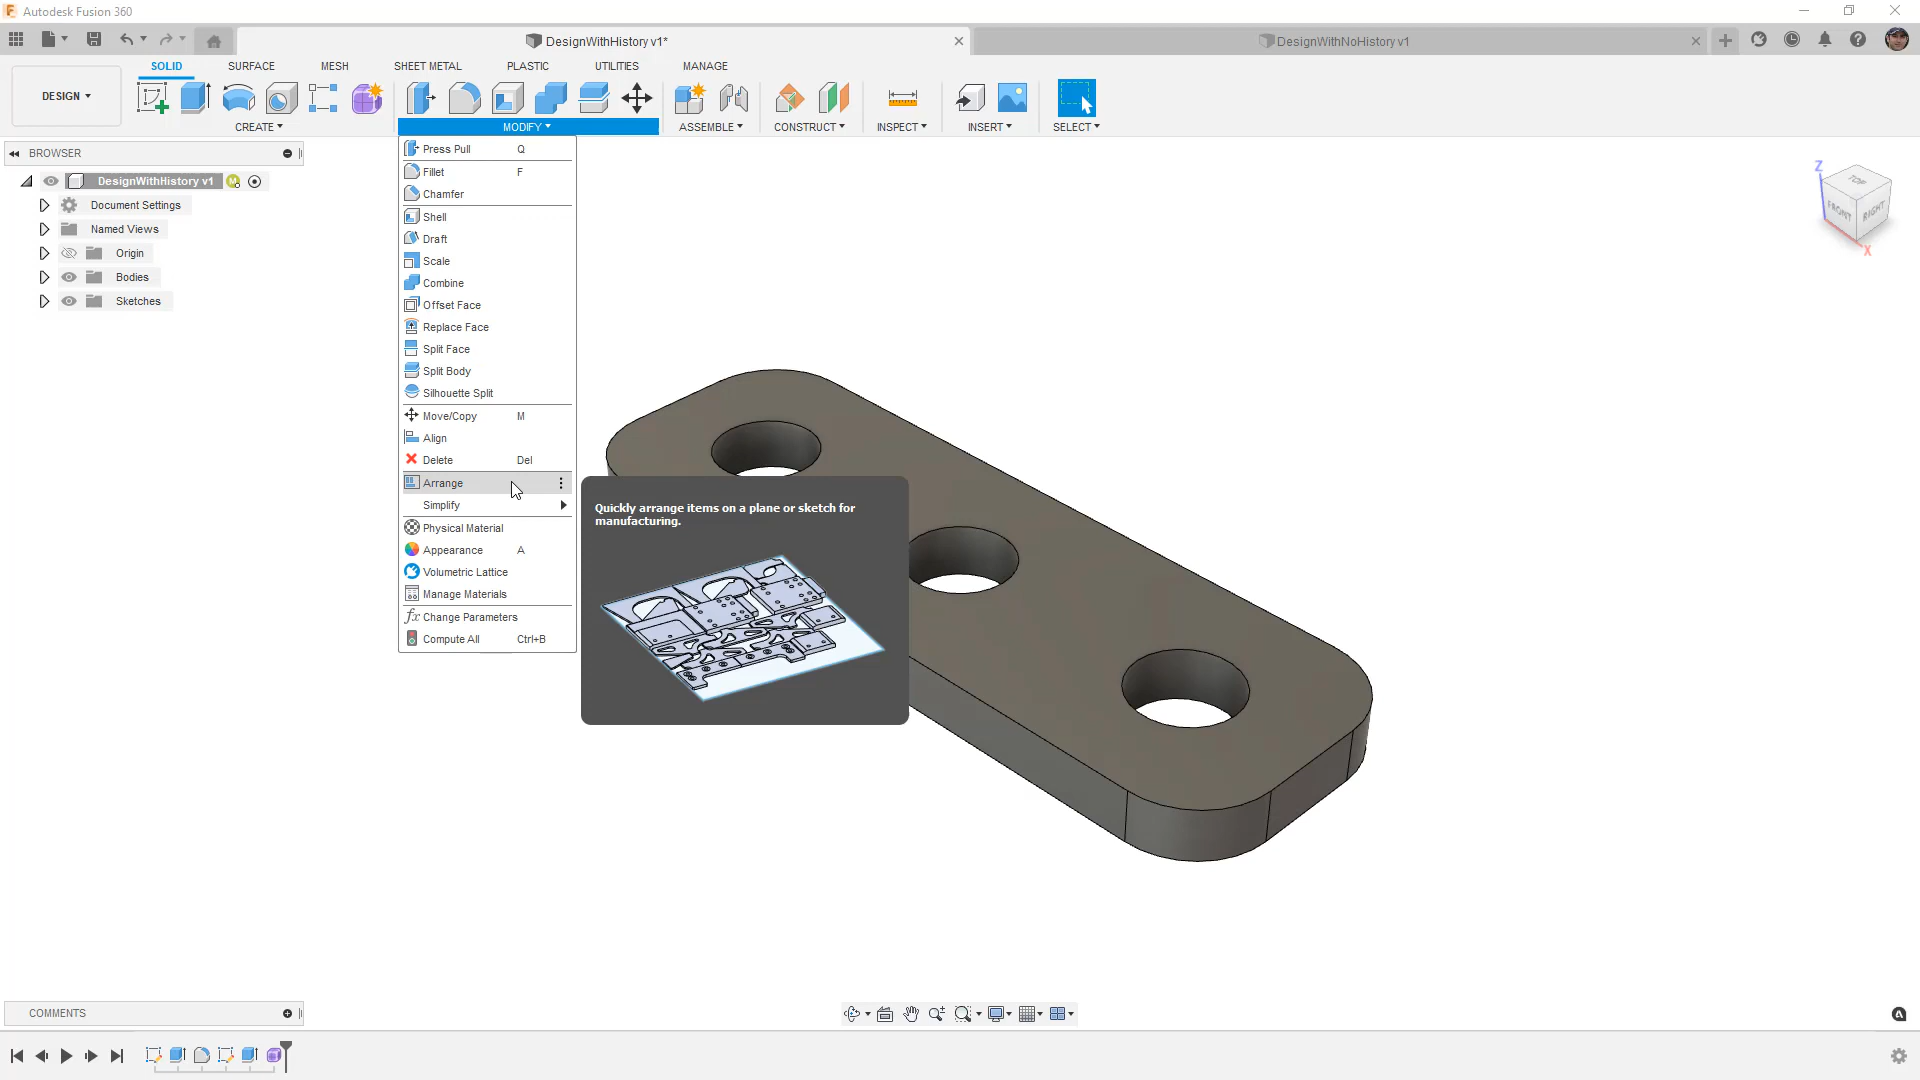 Autodesk Fusion 360
DesignWithHistory v1*
DesignWithNoHistory v1
DESIGN
SOLID
SURFACE
MESH
SHEET METAL
PLASTIC
UTILITIES
MANAGE
CREATE
MODIFY
ASSEMBLE
CONSTRUCT
INSPECT
INSERT
SELECT
BROWSER
DesignWithHistory v1
Document Settings
Named Views
Origin
Bodies
Sketches
Press Pull Q
Fillet F
Chamfer
Shell
Draft
Scale
Combine
Offset Face
Replace Face
Split Face
Split Body
Silhouette Split
Move/Copy M
Align
Delete Del
Arrange
Simplify
Physical Material
Appearance A
Volumetric Lattice
Manage Materials
Change Parameters
Compute All Ctrl+B
Quickly arrange items on a plane or sketch for
manufacturing.
Z
TOP
FRONT
RIGHT
X
COMMENTS